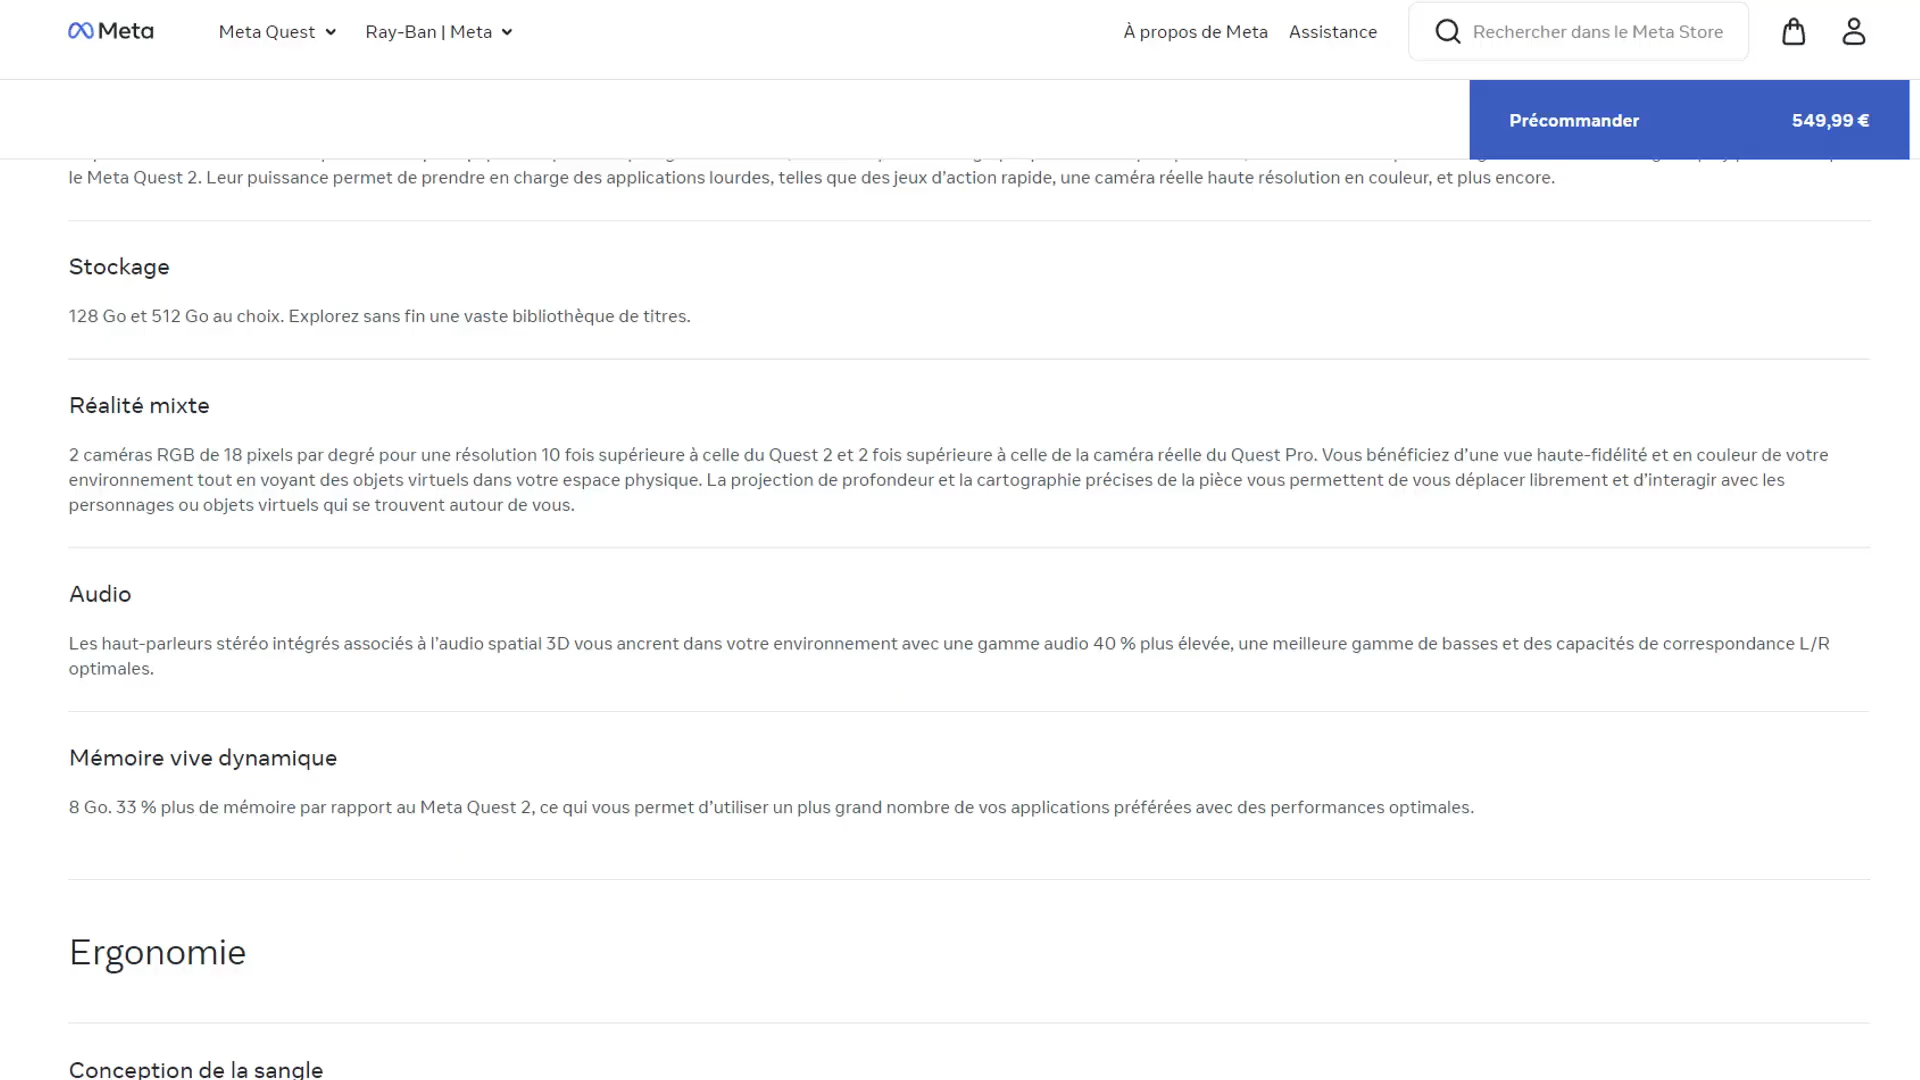 Meta
Meta Quest
Ray-Ban | Meta
À propos de Meta
Assistance
Rechercher dans le Meta Store
Précommander
549,99 €
le Meta Quest 2. Leur puissance permet de prendre en charge des applications lourdes, telles que des jeux d’action rapide, une caméra réelle haute résolution en couleur, et plus encore.
Stockage
128 Go et 512 Go au choix. Explorez sans fin une vaste bibliothèque de titres.
Réalité mixte
2 caméras RGB de 18 pixels par degré pour une résolution 10 fois supérieure à celle du Quest 2 et 2 fois supérieure à celle de la caméra réelle du Quest Pro. Vous bénéficiez d’une vue haute-fidélité et en couleur de votre
environnement tout en voyant des objets virtuels dans votre espace physique. La projection de profondeur et la cartographie précises de la pièce vous permettent de vous déplacer librement et d’interagir avec les
personnages ou objets virtuels qui se trouvent autour de vous.
Audio
Les haut-parleurs stéréo intégrés associés à l’audio spatial 3D vous ancrent dans votre environnement avec une gamme audio 40 % plus élevée, une meilleure gamme de basses et des capacités de correspondance L/R
optimales.
Mémoire vive dynamique
8 Go. 33 % plus de mémoire par rapport au Meta Quest 2, ce qui vous permet d’utiliser un plus grand nombre de vos applications préférées avec des performances optimales.
Ergonomie
Conception de la sangle